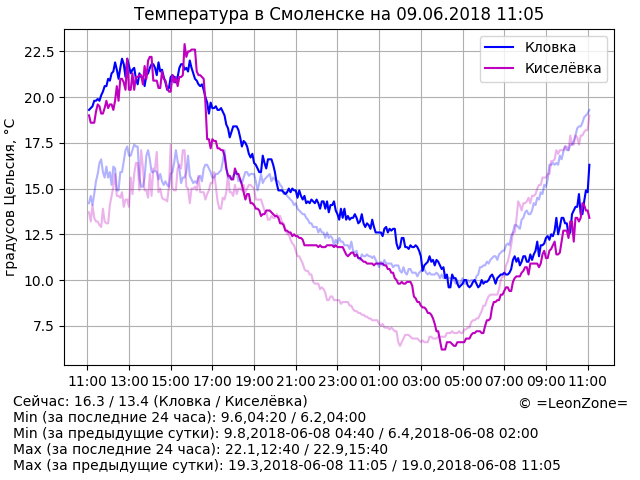 Температура в Смоленске на 09.06.2018 11:05
градусов Цельсия, °C
22.5
20.0
17.5
15.0
12.5
10.0
7.5
Кловка
Киселёвка
11:00 13:00 15:00 17:00 19:00 21:00 23:00 01:00 03:00 05:00 07:00 09:00 11:00
Сейчас: 16.3 / 13.4 (Кловка / Киселёвка)
© =LeonZone=
Min (за последние 24 часа): 9.6,04:20 / 6.2,04:00
Min (за предыдущие сутки): 9.8,2018-06-08 04:40 / 6.4,2018-06-08 02:00
Max (за последние 24 часа): 22.1,12:40 / 22.9,15:40
Max (за предыдущие сутки): 19.3,2018-06-08 11:05 / 19.0,2018-06-08 11:05